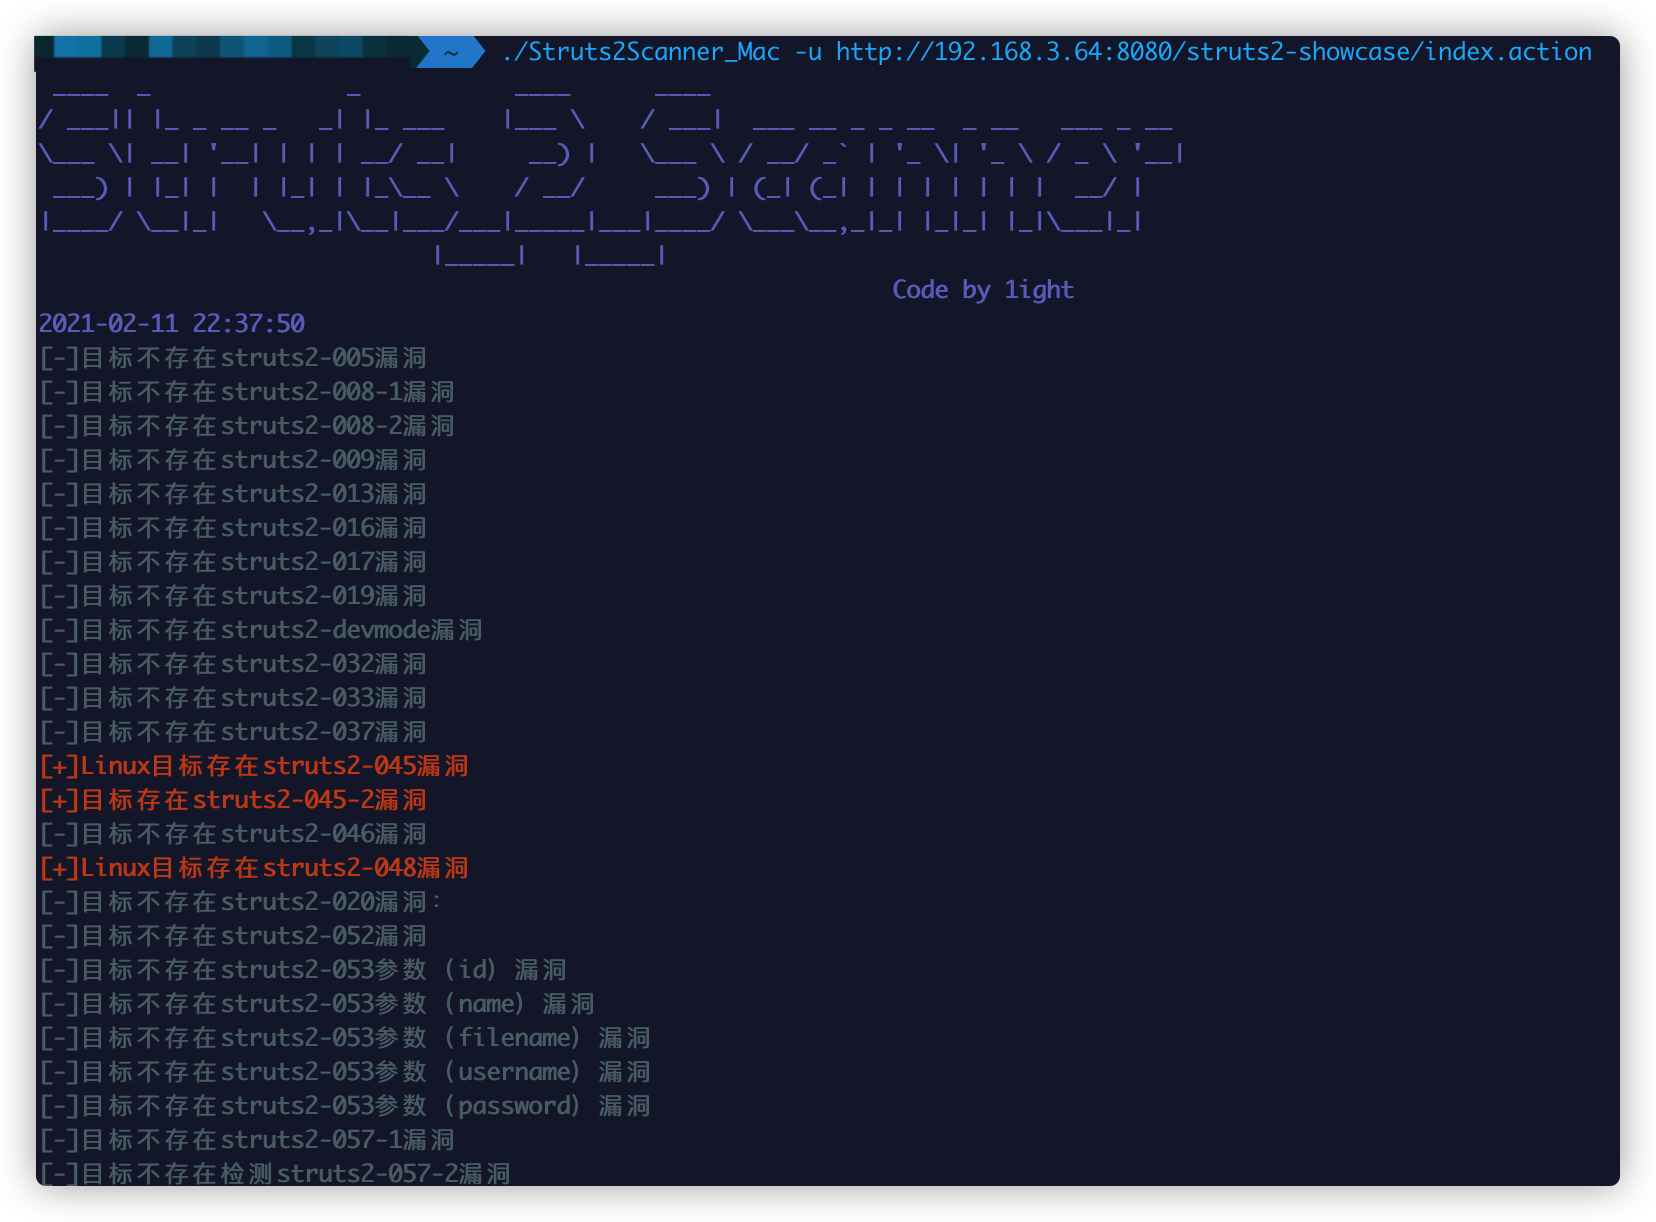 ~ ./Struts2Scanner_Mac -u http://192.168.3.64:8080/struts2-showcase/index.action
Struts2_Scanner
Code by 1ight
2021-02-11 22:37:50
[-]目标不存在struts2-005漏洞
[-]目标不存在struts2-008-1漏洞
[-]目标不存在struts2-008-2漏洞
[-]目标不存在struts2-009漏洞
[-]目标不存在struts2-013漏洞
[-]目标不存在struts2-016漏洞
[-]目标不存在struts2-017漏洞
[-]目标不存在struts2-019漏洞
[-]目标不存在struts2-devmode漏洞
[-]目标不存在struts2-032漏洞
[-]目标不存在struts2-033漏洞
[-]目标不存在struts2-037漏洞
[+]Linux目标存在struts2-045漏洞
[+]目标存在struts2-045-2漏洞
[-]目标不存在struts2-046漏洞
[+]Linux目标存在struts2-048漏洞
[-]目标不存在struts2-020漏洞:
[-]目标不存在struts2-052漏洞
[-]目标不存在struts2-053参数（id）漏洞
[-]目标不存在struts2-053参数（name）漏洞
[-]目标不存在struts2-053参数（filename）漏洞
[-]目标不存在struts2-053参数（username）漏洞
[-]目标不存在struts2-053参数（password）漏洞
[-]目标不存在struts2-057-1漏洞
[-]目标不存在检测struts2-057-2漏洞